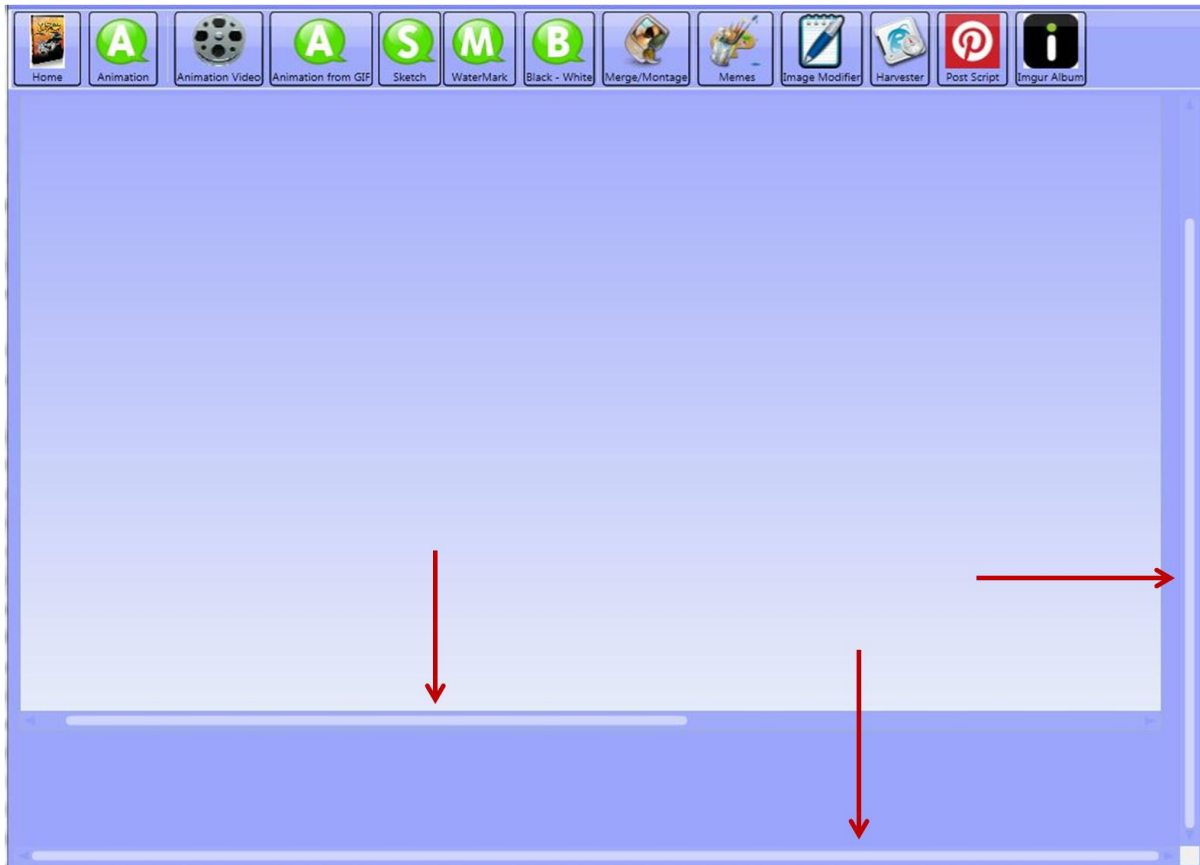 Home
A
Animation
Animation Video
A
Animation from GIF
S
Sketch
M
WaterMark
B
Black - White
Merge/Montage
Memes
Image Modifier
Harvester
Post Script
i
Imgur Album